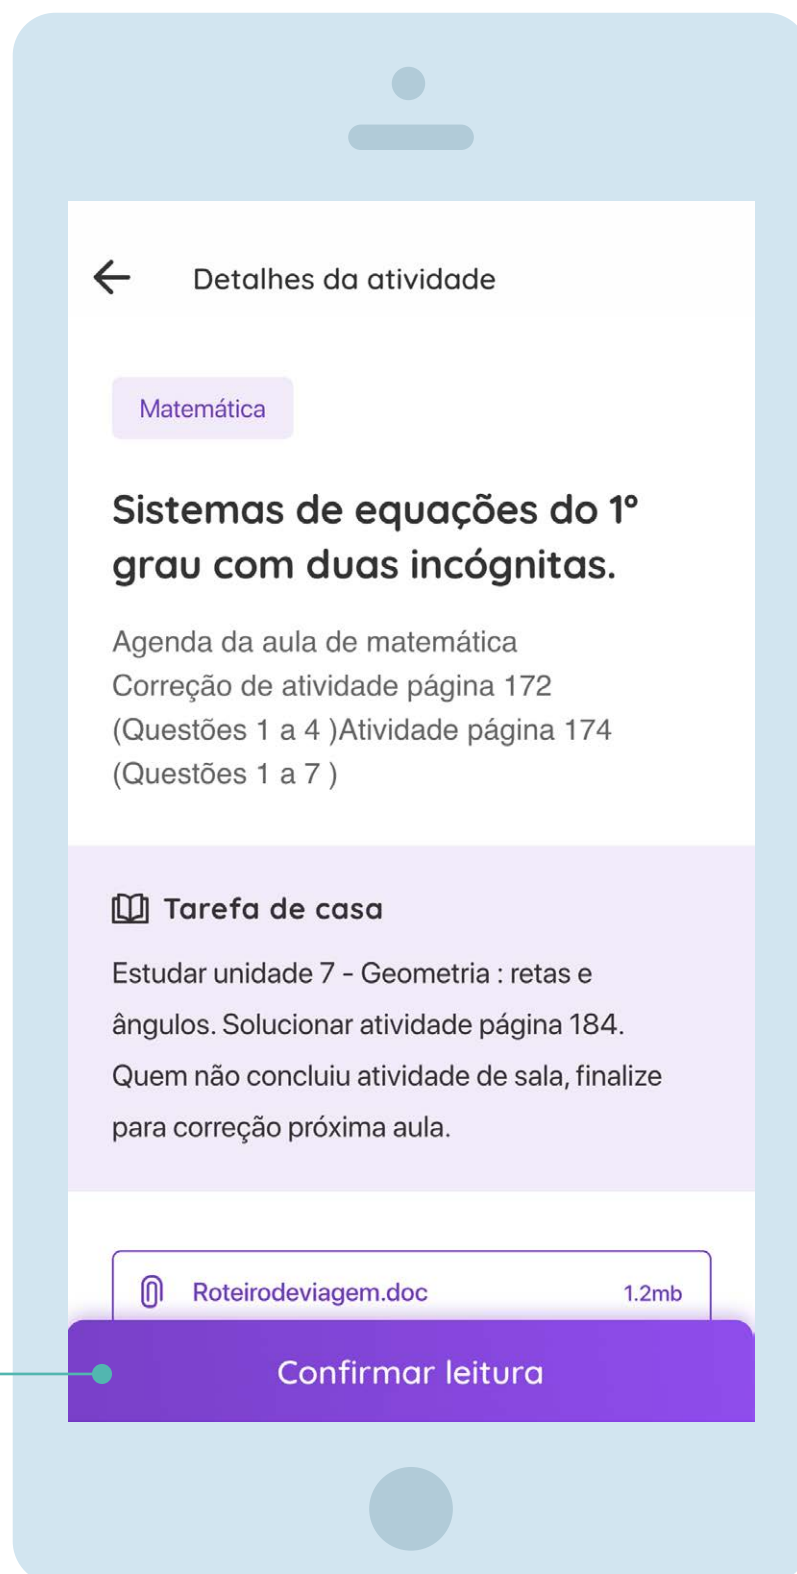 Detalhes da atividade
Matemática
Sistemas de equações do 1º
grau com duas incógnitas.
Agenda da aula de matemática
Correção de atividade página 172
(Questões 1 a 4 )Atividade página 174
(Questões 1 a 7 )
Tarefa de casa
Estudar unidade 7 - Geometria : retas e
ângulos. Solucionar atividade página 184.
Quem não concluiu atividade de sala, finalize
para correção próxima aula.
Roteirodeviagem.doc 1.2mb
Confirmar leitura